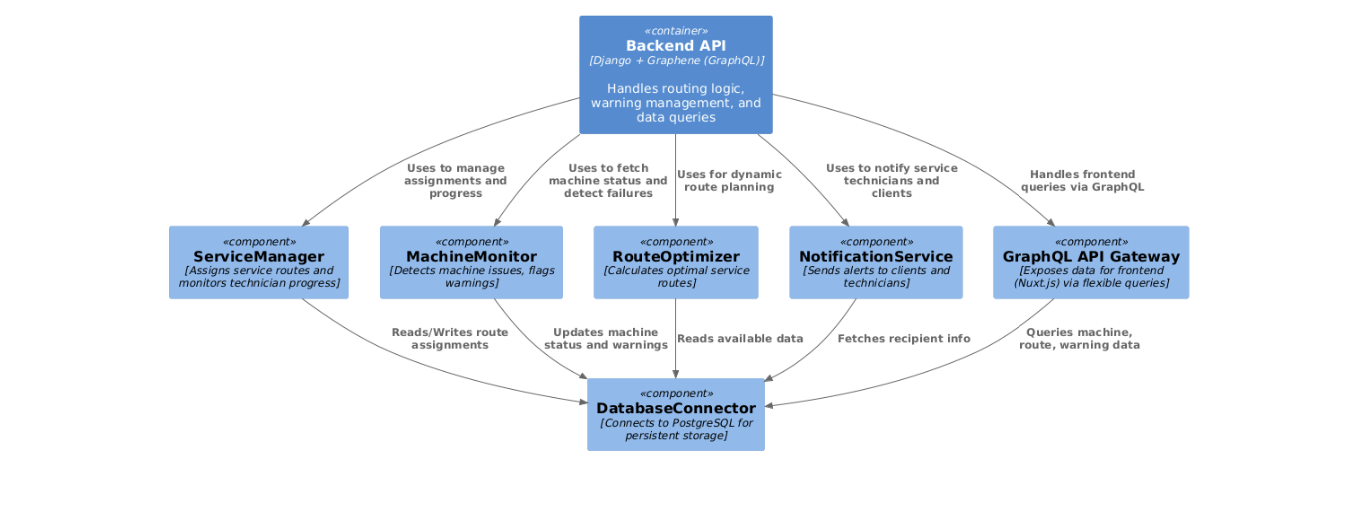 «container»
Backend API
[Django + Graphene (GraphQL)]
Handles routing logic,
warning management, and
data queries
Uses to manage
assignments and
progress
Uses to fetch
machine status and
detect failures
Uses for dynamic
route planning
Uses to notify service
technicians and
clients
Handles frontend
queries via GraphQL
«component»
ServiceManager
[Assigns service routes and
monitors technician progress]
«component»
MachineMonitor
[Detects machine issues, flags
warnings]
«component»
RouteOptimizer
[Calculates optimal service
routes]
«component»
NotificationService
[Sends alerts to clients and
technicians]
«component»
GraphQL API Gateway
[Exposes data for frontend
(Nuxt.js) via flexible queries]
Reads/Writes route
assignments
Updates machine
status and warnings
Reads available data
Fetches recipient info
Queries machine,
route, warning data
«component»
DatabaseConnector
[Connects to PostgreSQL for
persistent storage]